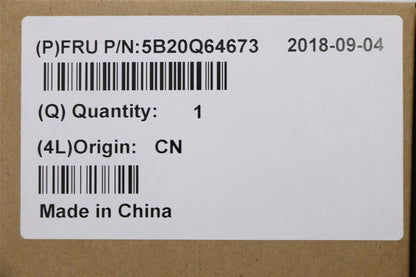 (P)FRU P/N:5B20Q64673 2018-09-04
(Q) Quantity: 1
(4L)Origin: CN
Made in China